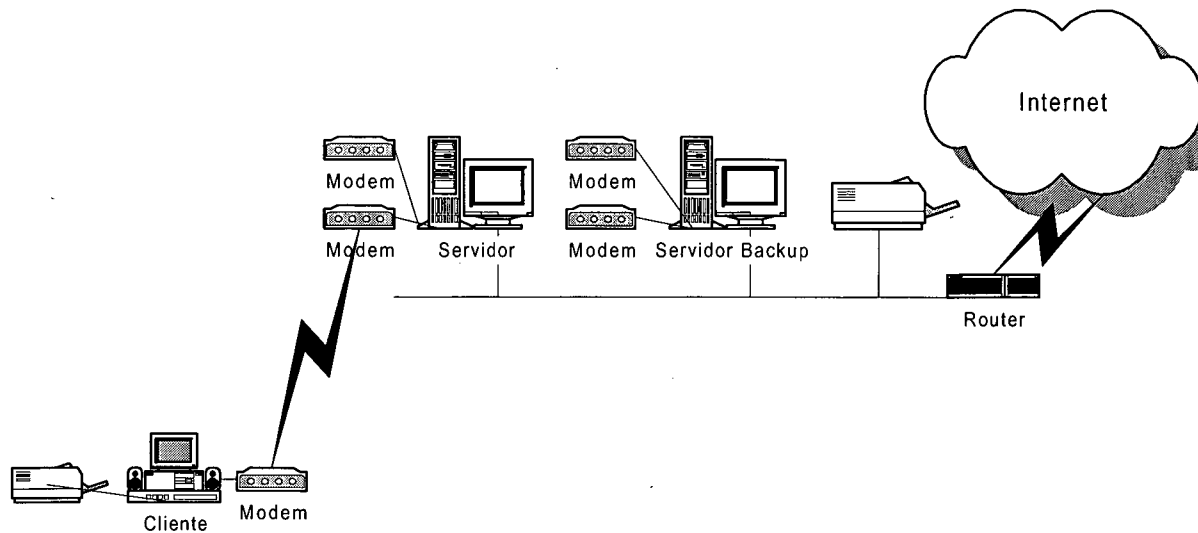 Internet
Modem
Modem
Modem
Servidor
Modem
Servidor Backup
Router
Cliente
Modem